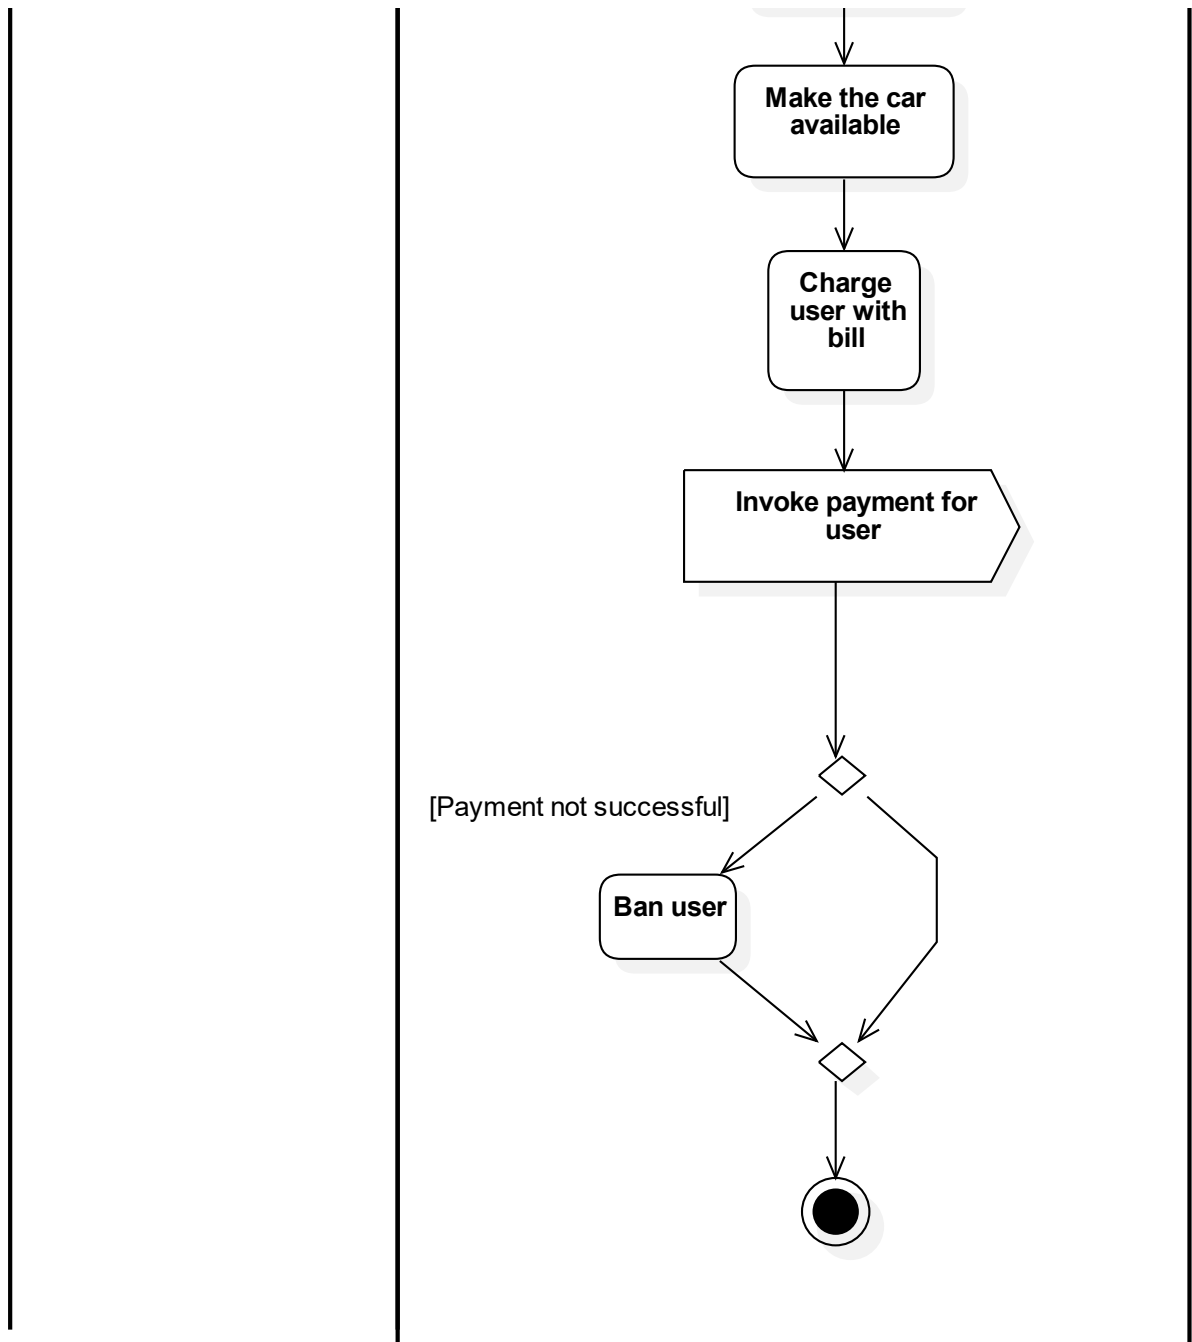 Make the car
available
Charge
user with
bill
Invoke payment for
user
[Payment not successful]
Ban user